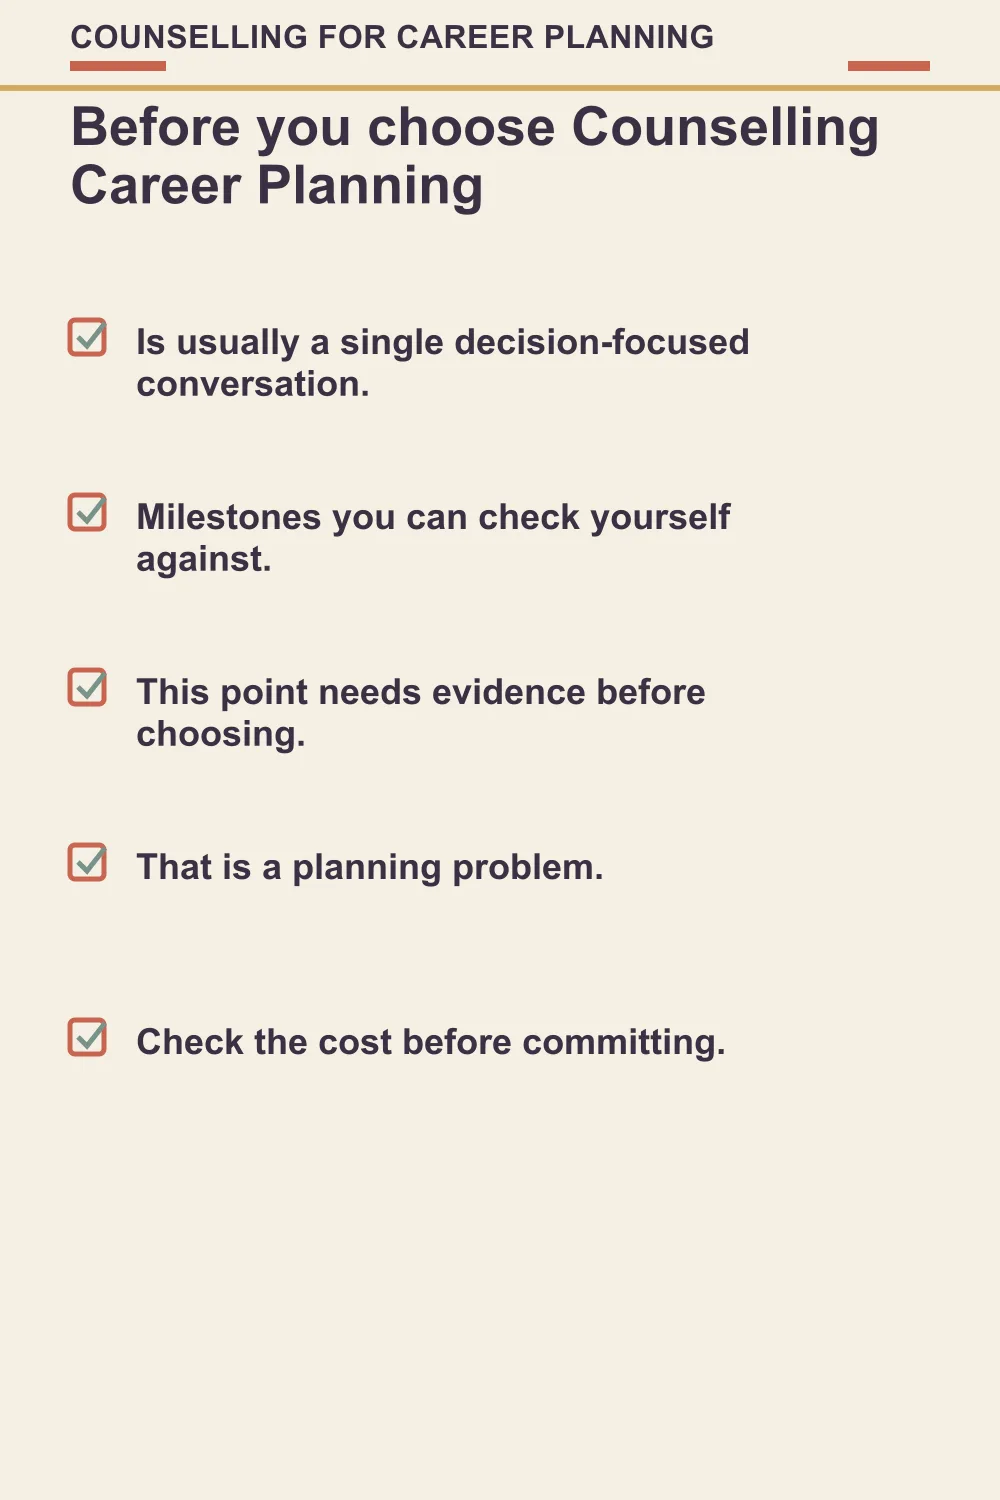 COUNSELLING FOR CAREER PLANNING
Before you choose Counselling
Career Planning
Is usually a single decision-focused
conversation.
Milestones you can check yourself
against.
This point needs evidence before
choosing.
That is a planning problem.
Check the cost before committing.